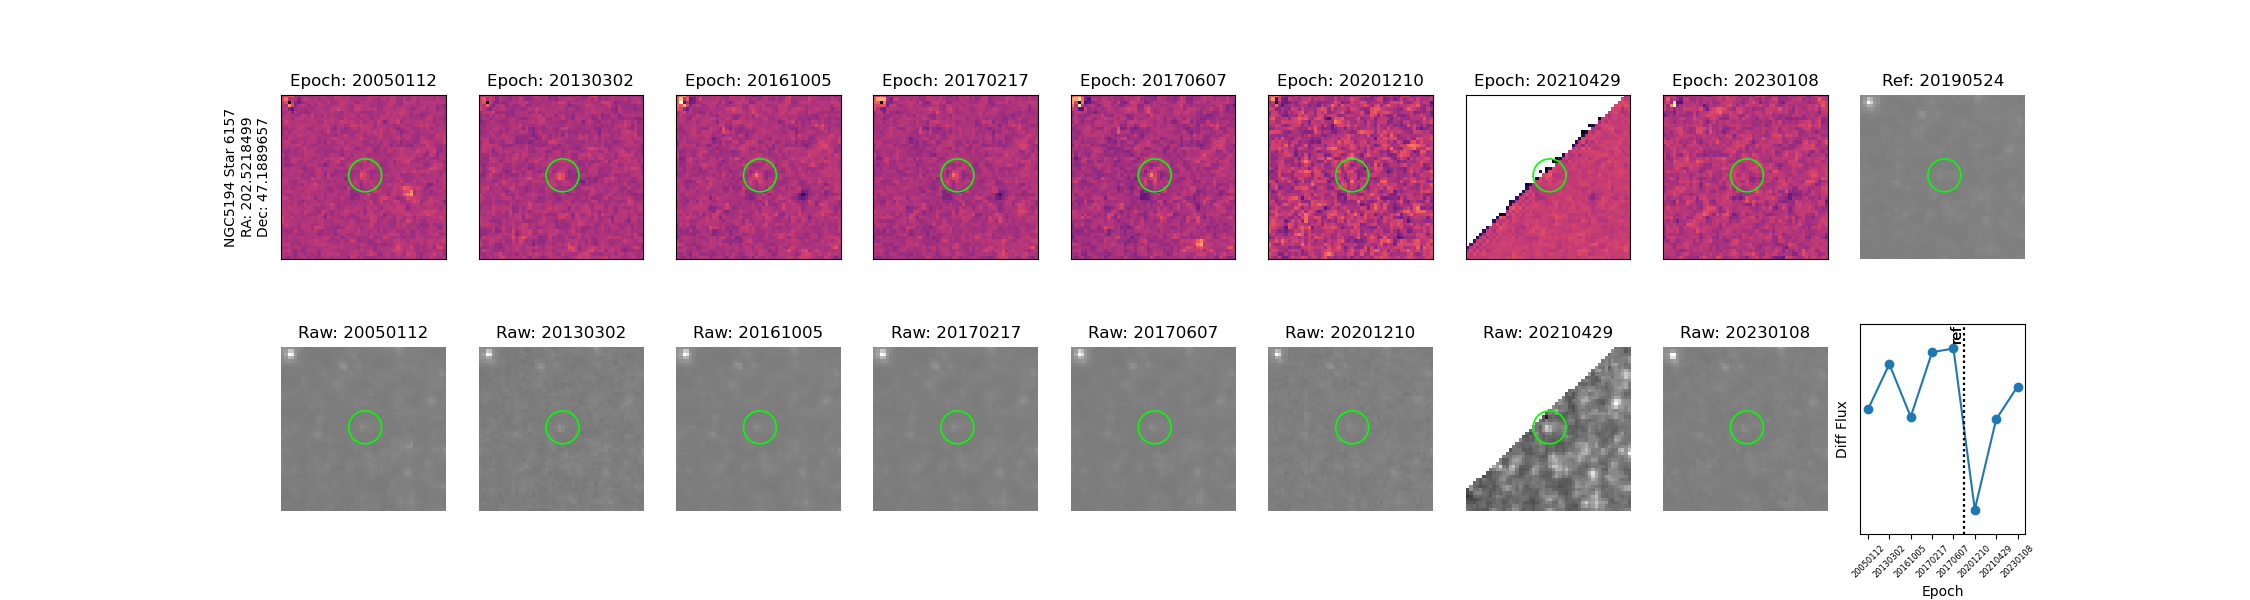 NGC5194 Star 6157
RA: 202.5218499
Dec: 47.1889657
Epoch: 20050112
Epoch: 20130302
Epoch: 20161005
Epoch: 20170217
Epoch: 20170607
Epoch: 20201210
Epoch: 20210429
Epoch: 20230108
Ref: 20190524
Raw: 20050112
Raw: 20130302
Raw: 20161005
Raw: 20170217
Raw: 20170607
Raw: 20201210
Raw: 20210429
Raw: 20230108
ref
Diff Flux
20050112
20130302
20161005
20170217
20170607
20201210
20210429
20230108
Epoch